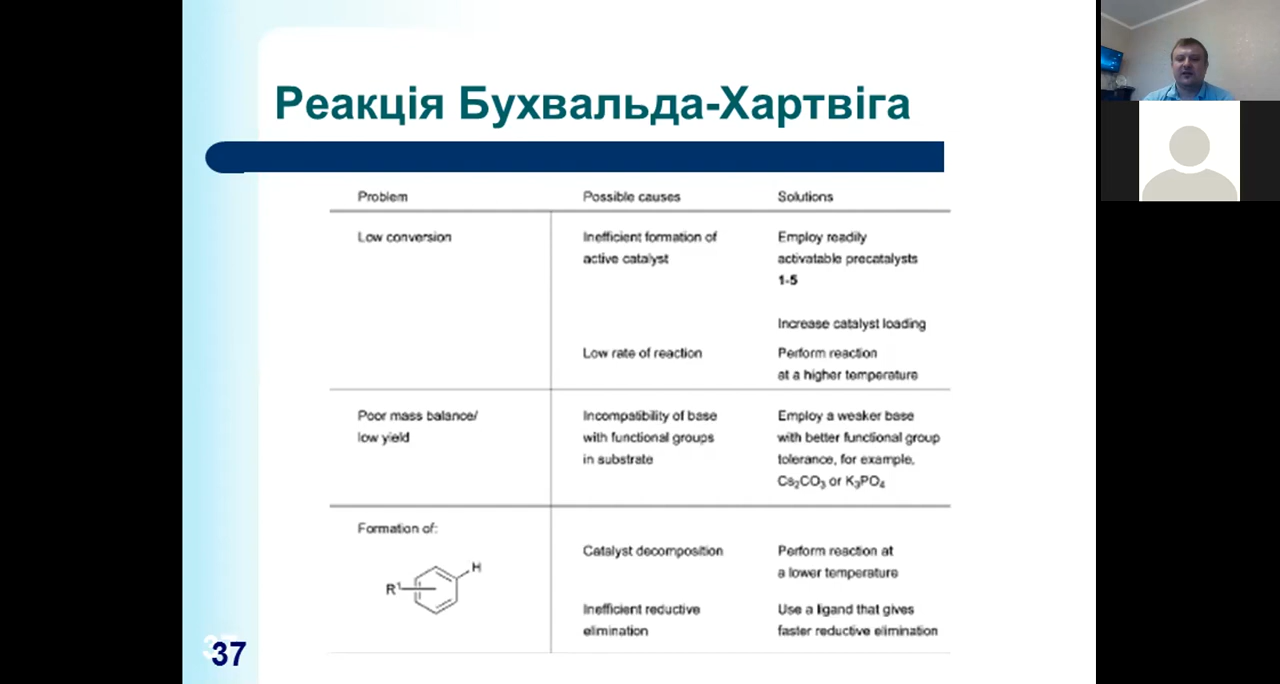 Реакція Бухвальда-Хартвіга
Problem Possible causes Solutions
Low conversion Inefficient formation of Employ readily
active catalyst activatable precatalysts
1-5
Increase catalyst loading
Low rate of reaction Perform reaction
at a higher temperature
Poor mass balance/ Incompatibility of base Employ a weaker base
low yield with functional groups with better functional group
in substrate tolerance, for example,
Cs₂CO₃ or K₃PO₄
Formation of:
Catalyst decomposition Perform reaction at
a lower temperature
H
R¹
Inefficient reductive Use a ligand that gives
elimination faster reductive elimination
37